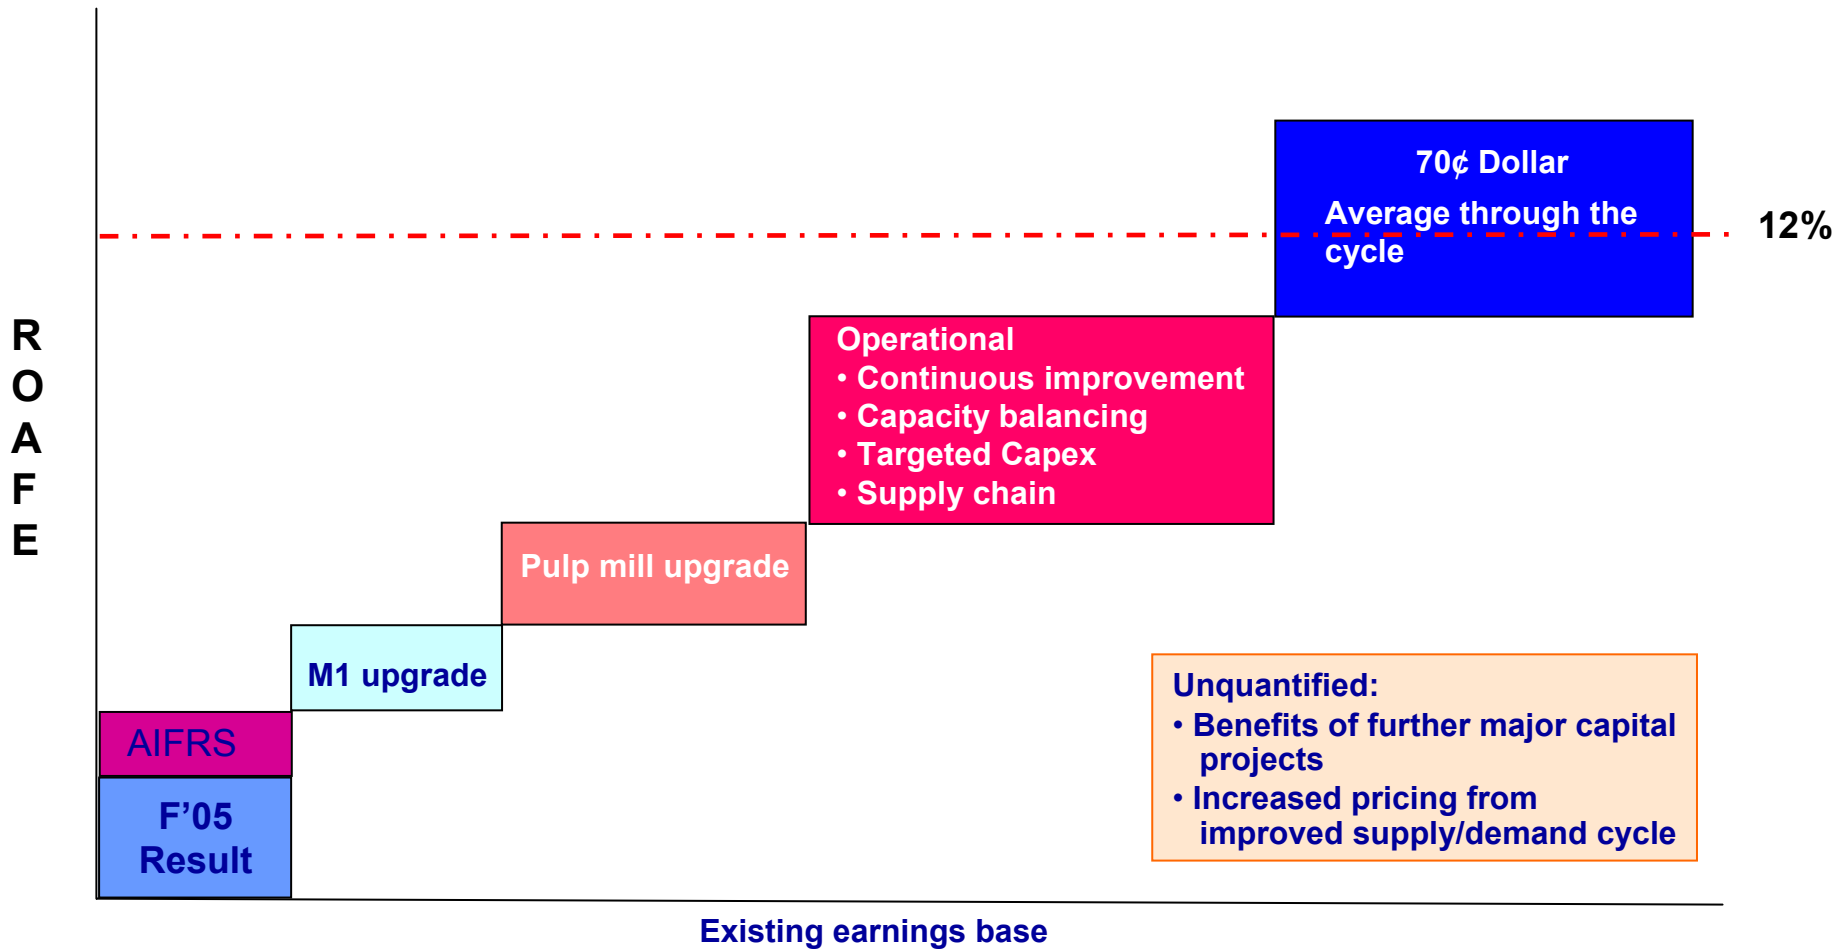 70¢ Dollar
Average through the
cycle
12%
R
O
A
F
E
Operational
• Continuous improvement
• Capacity balancing
• Targeted Capex
• Supply chain
Pulp mill upgrade
M1 upgrade
AIFRS
F’05
Result
Unquantified:
• Benefits of further major capital
projects
• Increased pricing from
improved supply/demand cycle
Existing earnings base